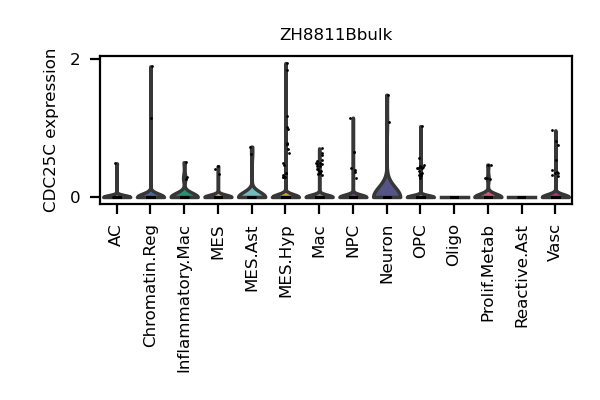 ZH8811Bbulk
CDC25C expression
2
0
AC
Chromatin.Reg
Inflammatory.Mac
MES
MES.Ast
MES.Hyp
Mac
NPC
Neuron
OPC
Oligo
Prolif.Metab
Reactive.Ast
Vasc